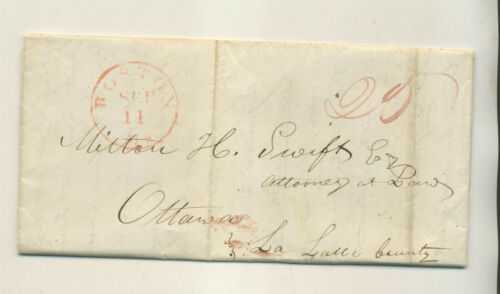 BOSTON
SEP
11
25
Milton H. Swift Esq
Attorney at Law
Ottawa
La Salle County